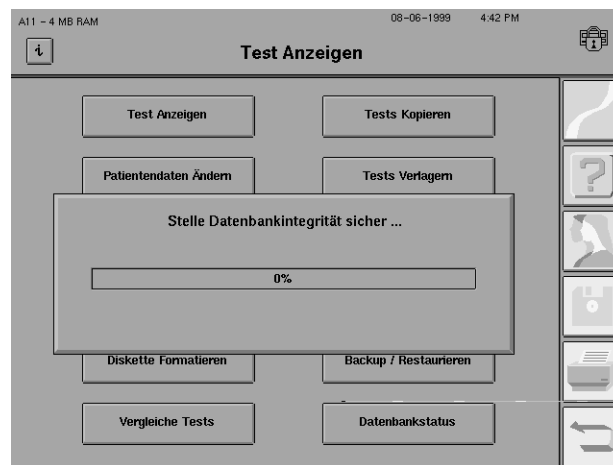 A11 – 4 MB RAM 08–06–1999 4:42 PM
i Test Anzeigen
Test Anzeigen Tests Kopieren
Patientendaten Ändern Tests Verlagern
Stelle Datenbankintegrität sicher ...
0%
Diskette Formatieren Backup / Restaurieren
Vergleiche Tests Datenbankstatus